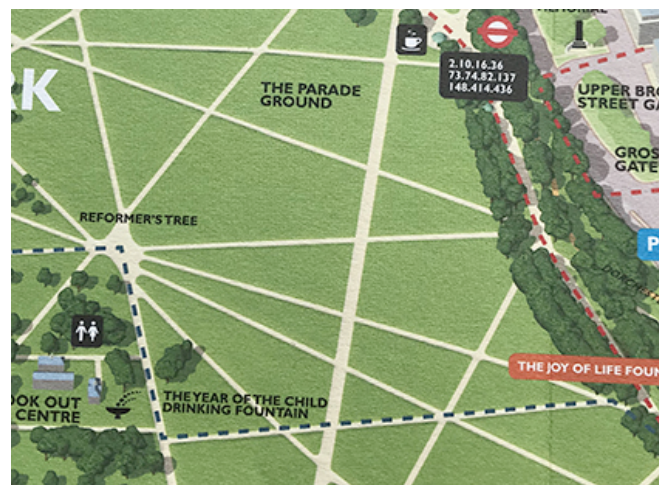 2.10.16.36
73.74.82.137
148.414.436
RK
THE PARADE
GROUND
UPPER BRO
STREET GA
GROS
GATE
REFORMER'S TREE
P
THE JOY OF LIFE FOUN
THE YEAR OF THE CHILD
DRINKING FOUNTAIN
OOK OUT
CENTRE